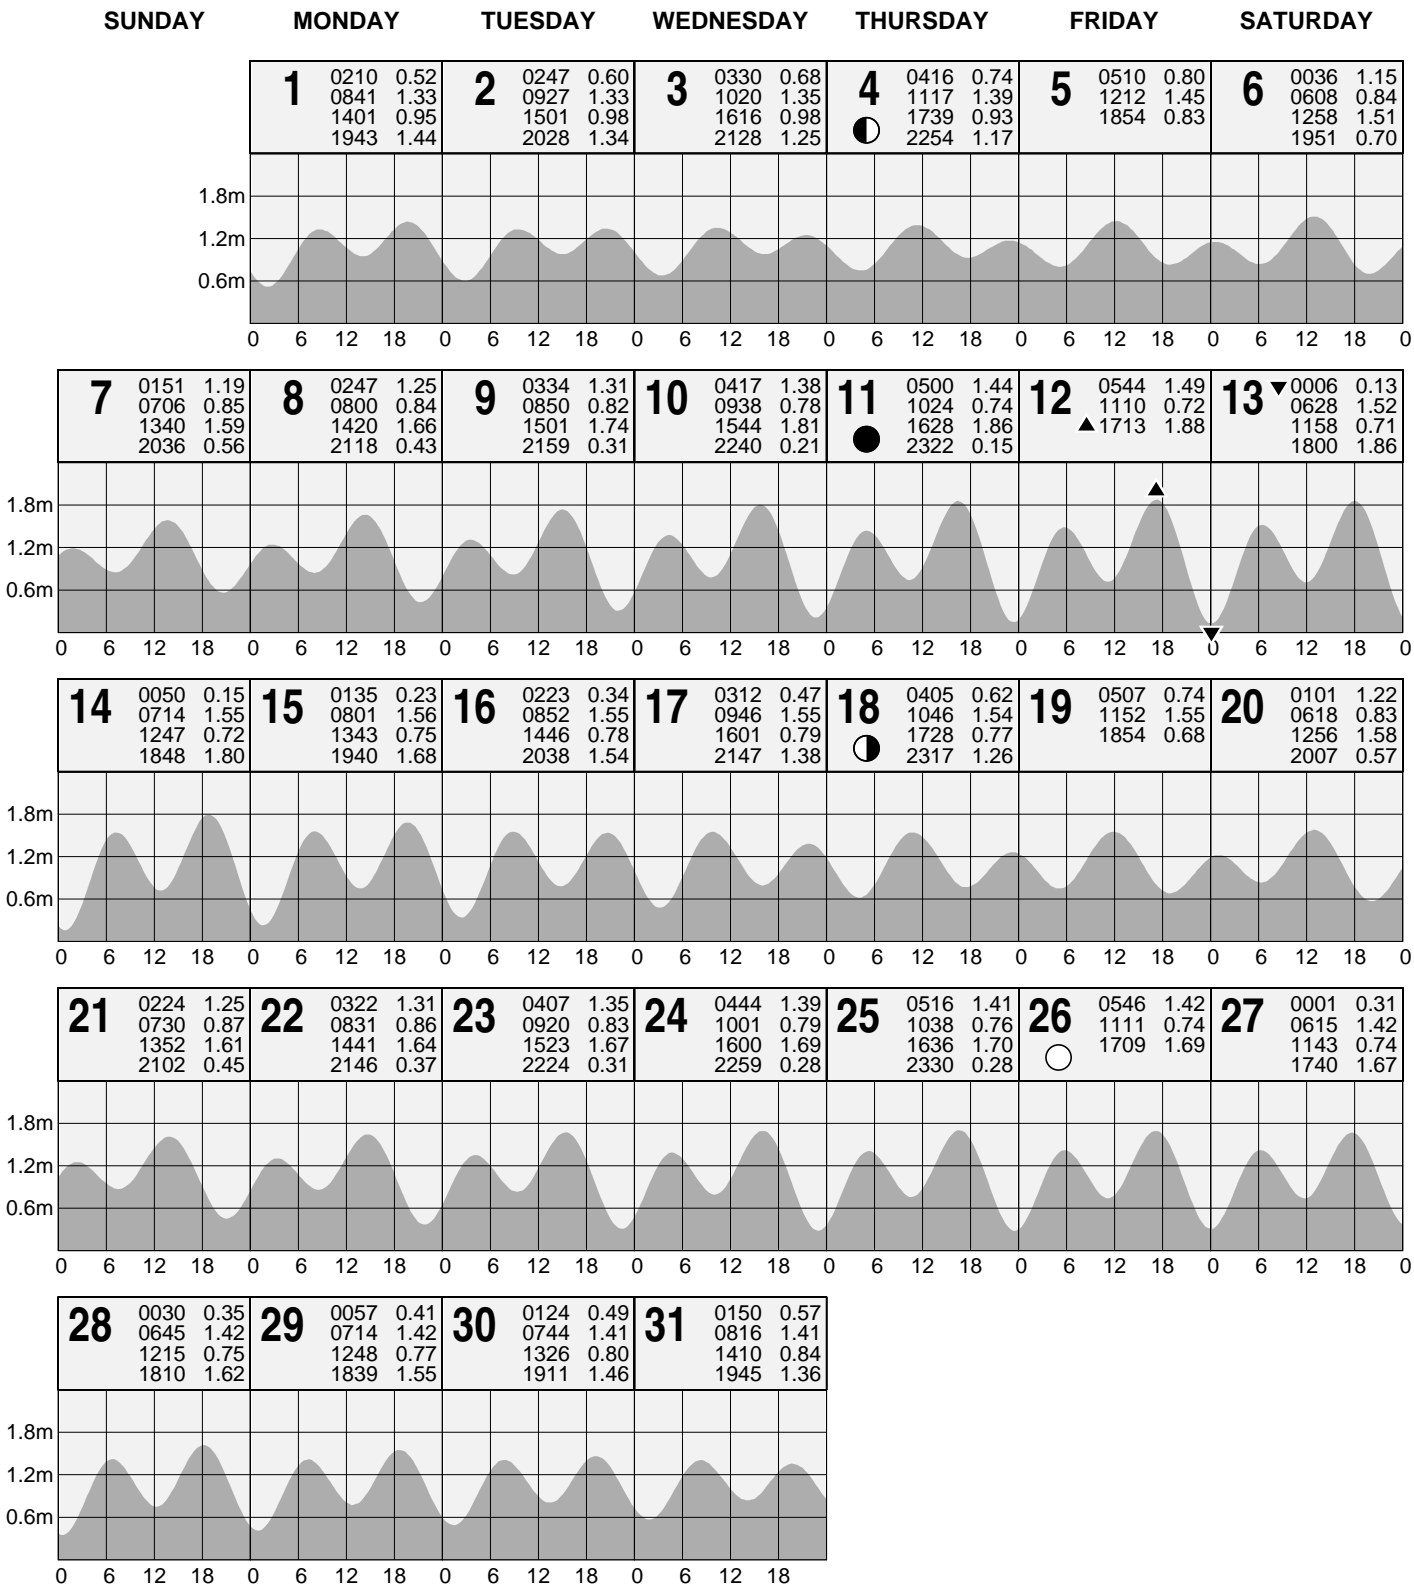 SUNDAY MONDAY TUESDAY WEDNESDAY THURSDAY FRIDAY SATURDAY
1 0210 0.52
0841 1.33
1401 0.95
1943 1.44
2 0247 0.60
0927 1.33
1501 0.98
2028 1.34
3 0330 0.68
1020 1.35
1616 0.98
2128 1.25
4 0416 0.74
1117 1.39
1739 0.93
2254 1.17
5 0510 0.80
1212 1.45
1854 0.83
6 0036 1.15
0608 0.84
1258 1.51
1951 0.70
1.8m
1.2m
0.6m
0 6 12 18 0 6 12 18 0 6 12 18 0 6 12 18 0 6 12 18 0 6 12 18 0
7 0151 1.19
0706 0.85
1340 1.59
2036 0.56
8 0247 1.25
0800 0.84
1420 1.66
2118 0.43
9 0334 1.31
0850 0.82
1501 1.74
2159 0.31
10 0417 1.38
0938 0.78
1544 1.81
2240 0.21
11 0500 1.44
1024 0.74
1628 1.86
2322 0.15
12 0544 1.49
1110 0.72
1713 1.88
13 0006 0.13
0628 1.52
1158 0.71
1800 1.86
1.8m
1.2m
0.6m
0 6 12 18 0 6 12 18 0 6 12 18 0 6 12 18 0 6 12 18 0 6 12 18 0 6 12 18 0
14 0050 0.15
0714 1.55
1247 0.72
1848 1.80
15 0135 0.23
0801 1.56
1343 0.75
1940 1.68
16 0223 0.34
0852 1.55
1446 0.78
2038 1.54
17 0312 0.47
0946 1.55
1601 0.79
2147 1.38
18 0405 0.62
1046 1.54
1728 0.77
2317 1.26
19 0507 0.74
1152 1.55
1854 0.68
20 0101 1.22
0618 0.83
1256 1.58
2007 0.57
1.8m
1.2m
0.6m
0 6 12 18 0 6 12 18 0 6 12 18 0 6 12 18 0 6 12 18 0 6 12 18 0 6 12 18 0
21 0224 1.25
0730 0.87
1352 1.61
2102 0.45
22 0322 1.31
0831 0.86
1441 1.64
2146 0.37
23 0407 1.35
0920 0.83
1523 1.67
2224 0.31
24 0444 1.39
1001 0.79
1600 1.69
2259 0.28
25 0516 1.41
1038 0.76
1636 1.70
2330 0.28
26 0546 1.42
1111 0.74
1709 1.69
27 0001 0.31
0615 1.42
1143 0.74
1740 1.67
1.8m
1.2m
0.6m
0 6 12 18 0 6 12 18 0 6 12 18 0 6 12 18 0 6 12 18 0 6 12 18 0 6 12 18 0
28 0030 0.35
0645 1.42
1215 0.75
1810 1.62
29 0057 0.41
0714 1.42
1248 0.77
1839 1.55
30 0124 0.49
0744 1.41
1326 0.80
1911 1.46
31 0150 0.57
0816 1.41
1410 0.84
1945 1.36
1.8m
1.2m
0.6m
0 6 12 18 0 6 12 18 0 6 12 18 0 6 12 18